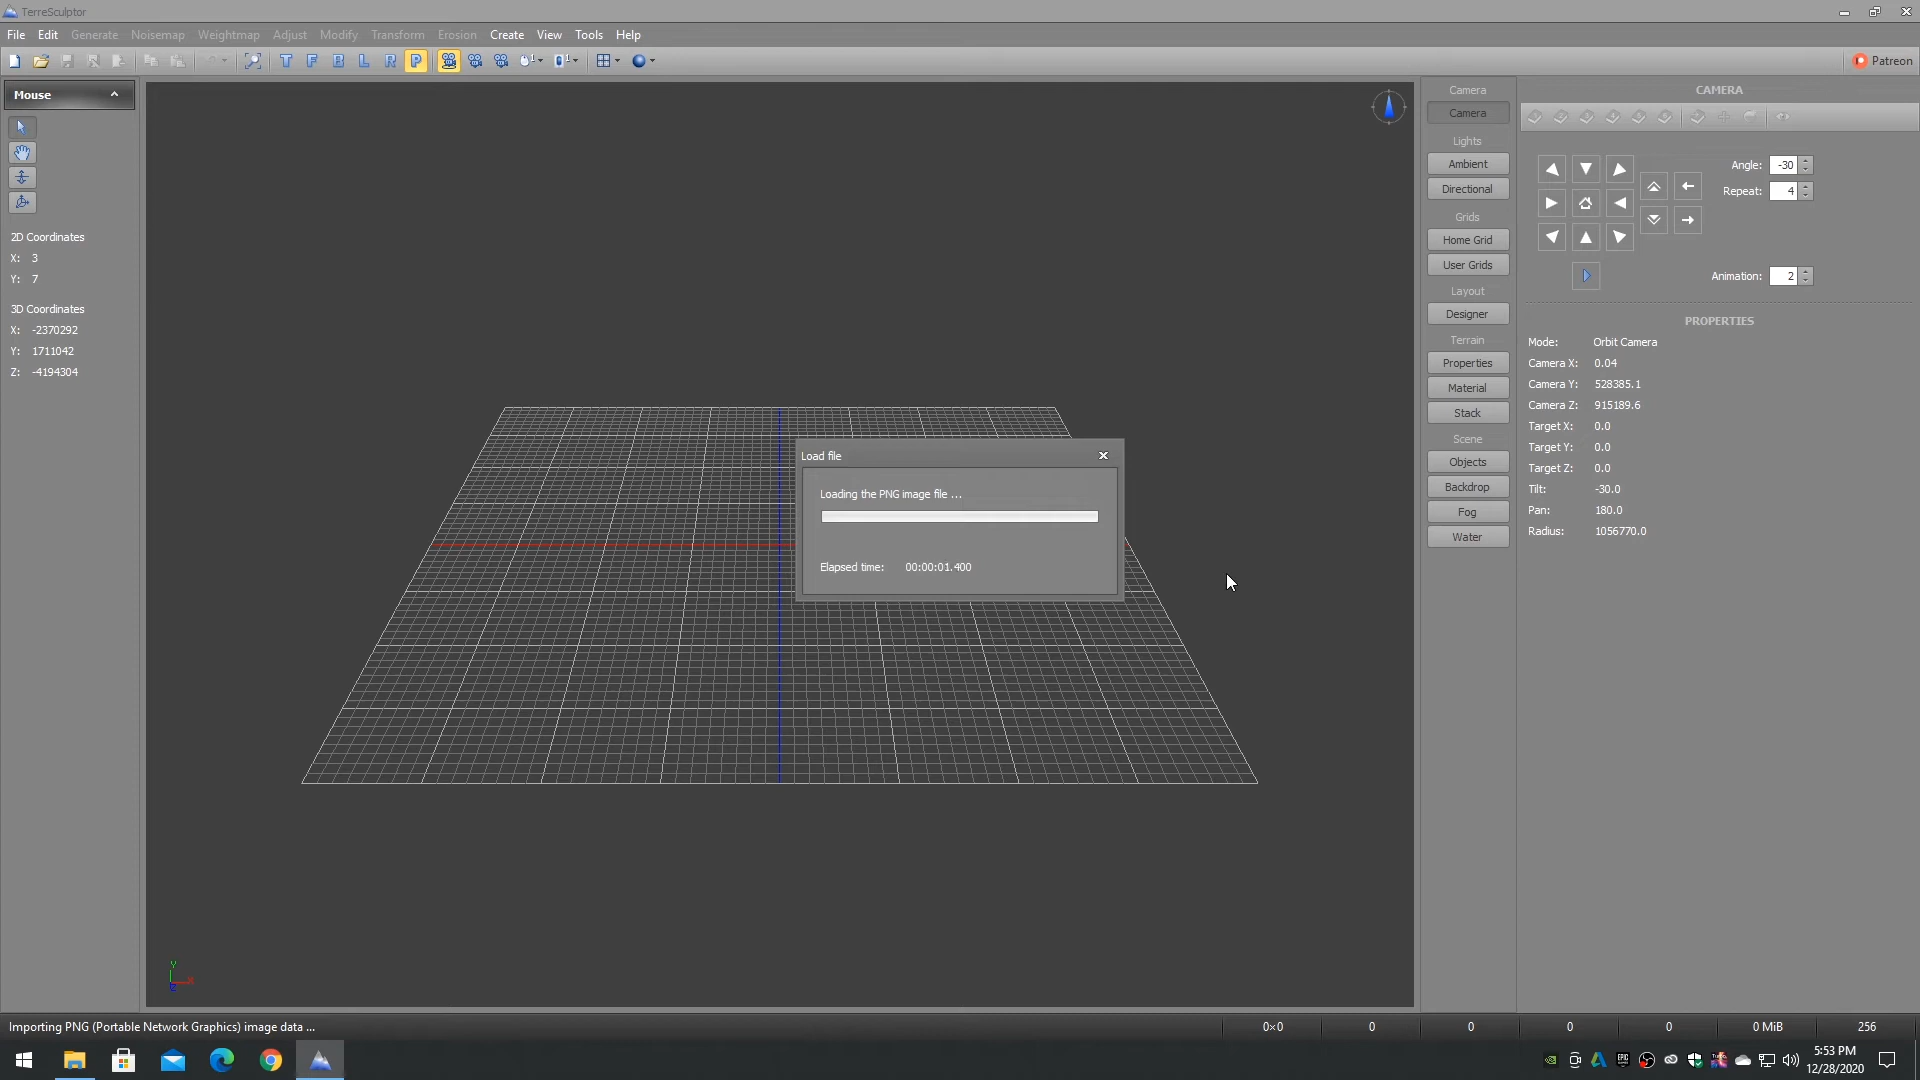 TerreSculptor
File Edit Generate Noisemap Weightmap Adjust Modify Transform Erosion Create View Tools Help
T F B L R P
Patreon
Mouse
2D Coordinates
X: 3
Y: 7
3D Coordinates
X: -2370292
Y: 1711042
Z: -4194304
Load file
Loading the PNG image file ...
Elapsed time: 00:00:01.400
Y
X
Z
Camera
Camera
Lights
Ambient
Directional
Grids
Home Grid
User Grids
Layout
Designer
Terrain
Properties
Material
Stack
Scene
Objects
Backdrop
Fog
Water
CAMERA
Angle: -30
Repeat: 4
Animation: 2
PROPERTIES
Mode: Orbit Camera
Camera X: 0.04
Camera Y: 528385.1
Camera Z: 915189.6
Target X: 0.0
Target Y: 0.0
Target Z: 0.0
Tilt: -30.0
Pan: 180.0
Radius: 1056770.0
Importing PNG (Portable Network Graphics) image data ...
0×0 0 0 0 0 0 MiB 256
5:53 PM
12/28/2020